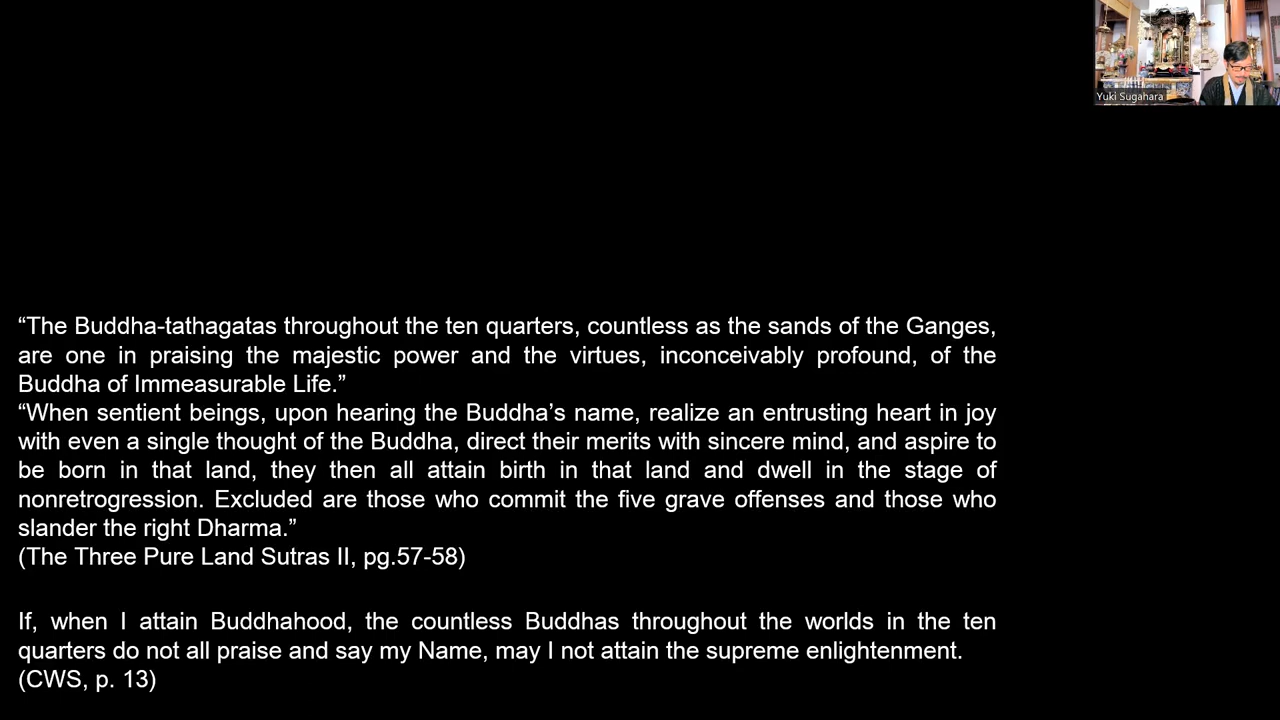 Yuki Sugahara
“The Buddha-tathagatas throughout the ten quarters, countless as the sands of the Ganges,
are one in praising the majestic power and the virtues, inconceivably profound, of the
Buddha of Immeasurable Life.”
“When sentient beings, upon hearing the Buddha’s name, realize an entrusting heart in joy
with even a single thought of the Buddha, direct their merits with sincere mind, and aspire to
be born in that land, they then all attain birth in that land and dwell in the stage of
nonretrogression. Excluded are those who commit the five grave offenses and those who
slander the right Dharma.”
(The Three Pure Land Sutras II, pg.57-58)
If, when I attain Buddhahood, the countless Buddhas throughout the worlds in the ten
quarters do not all praise and say my Name, may I not attain the supreme enlightenment.
(CWS, p. 13)